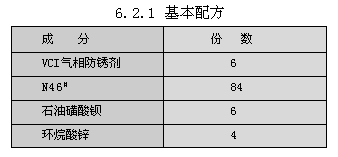 6.2.1 基本配方
成 分 份 数
VCI气相防锈剂 6
N46# 84
石油磺酸钡 6
环烷酸锌 4